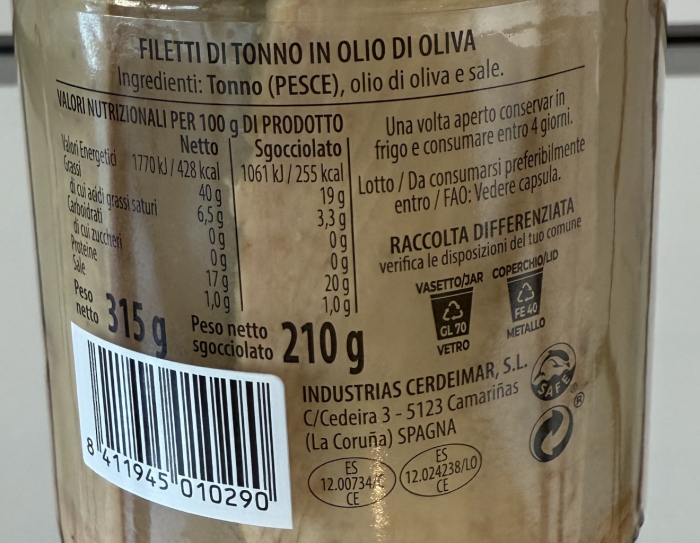 FILETTI DI TONNO IN OLIO DI OLIVA
Ingredienti: Tonno (PESCE), olio di oliva e sale.
VALORI NUTRIZIONALI PER 100 g DI PRODOTTO
Netto Sgocciolato
Valori Energetici 1770 kJ / 428 kcal 1061 kJ / 255 kcal
Grassi 40 g 19 g
di cui acidi grassi saturi 6,5 g 3,3 g
Carboidrati 0 g 0 g
di cui zuccheri 0 g 0 g
Proteine 17 g 20 g
Sale 1,0 g 1,0 g
Peso netto 315 g Peso netto sgocciolato 210 g
Una volta aperto conservar in
frigo e consumare entro 4 giorni.
Lotto / Da consumarsi preferibilmente
entro / FAO: Vedere capsula.
RACCOLTA DIFFERENZIATA
verifica le disposizioni del tuo comune
VASETTO/JAR COPERCHIO/LID
GL 70 FE 40
VETRO METALLO
INDUSTRIAS CERDEIMAR, S.L.
C/Cedeira 3 - 5123 Camariñas
(La Coruña) SPAGNA
SAFE
®
ES
12.00734/C
CE
ES
12.024238/LO
CE
8 411945 010290